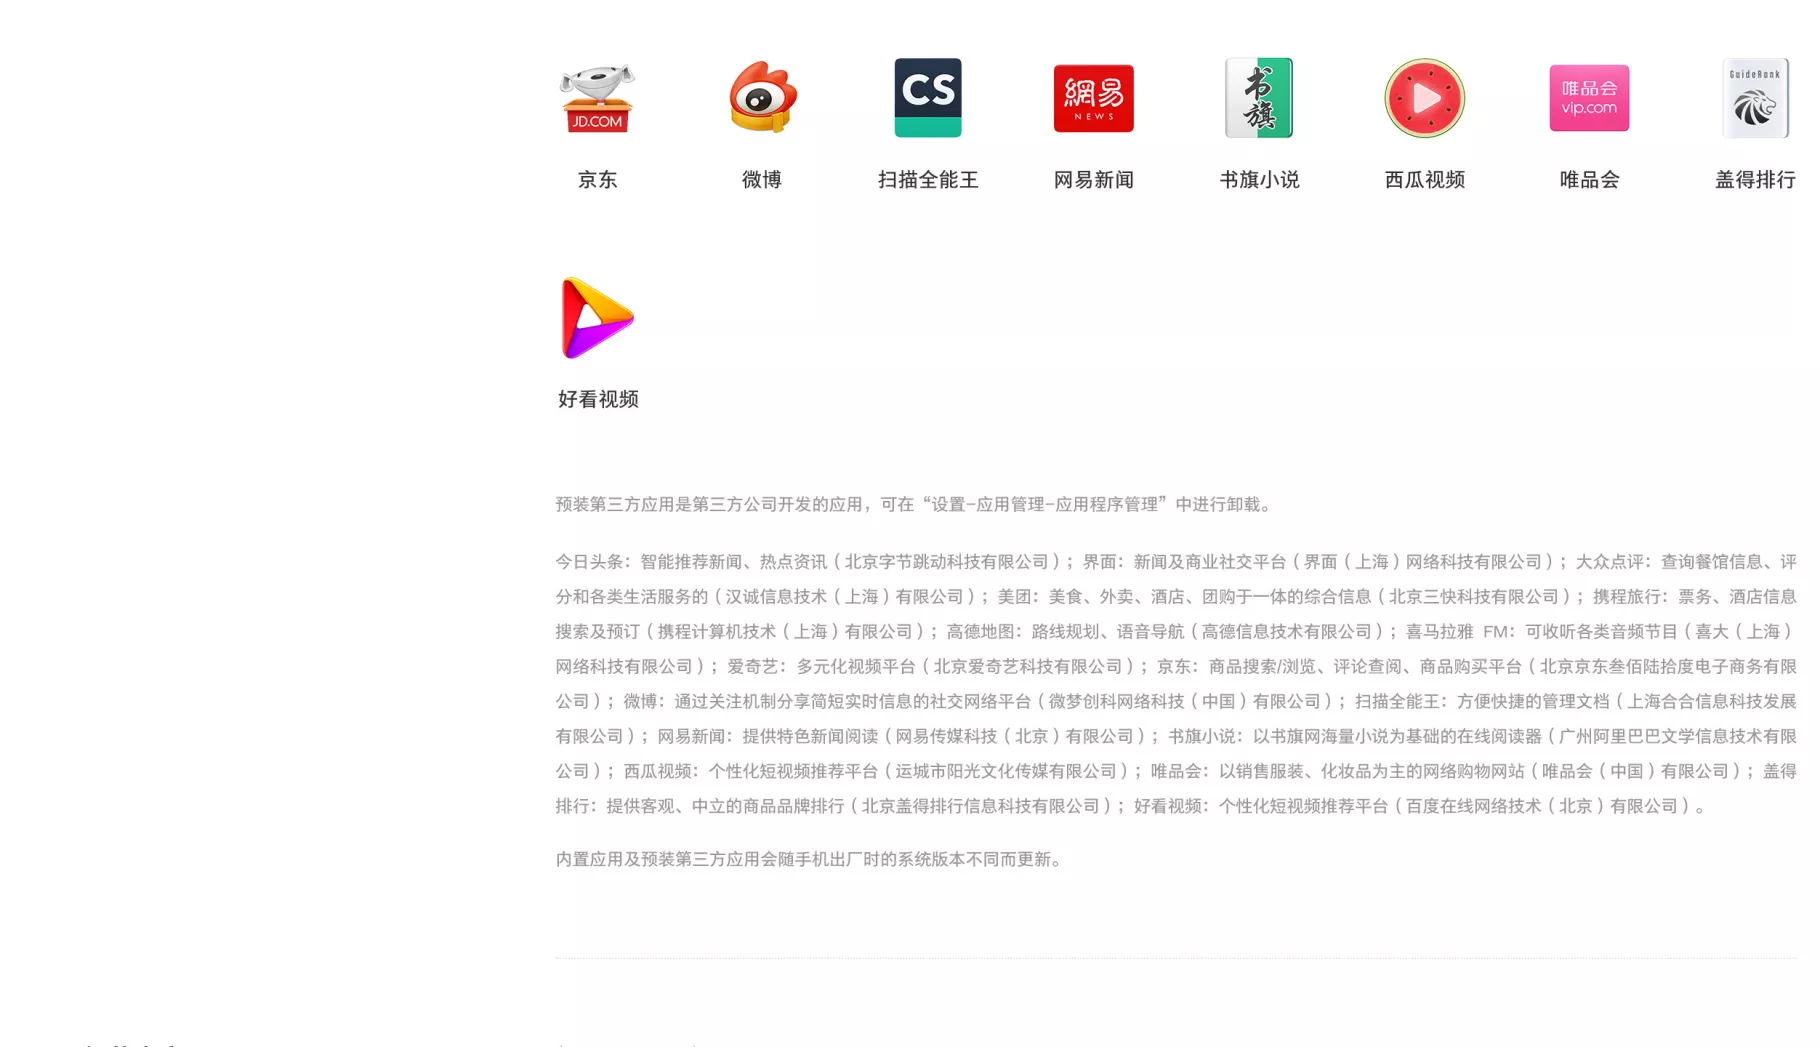 JD.COM
CS
網易
NEWS
书旗
唯品会
vip.com
GuideRank
京东
微博
扫描全能王
网易新闻
书旗小说
西瓜视频
唯品会
盖得排行
好看视频
预装第三方应用是第三方公司开发的应用，可在“设置-应用管理-应用程序管理”中进行卸载。
今日头条：智能推荐新闻、热点资讯（北京字节跳动科技有限公司）；界面：新闻及商业社交平台（界面（上海）网络科技有限公司）；大众点评：查询餐馆信息、评
分和各类生活服务的（汉诚信息技术（上海）有限公司）；美团：美食、外卖、酒店、团购于一体的综合信息（北京三快科技有限公司）；携程旅行：票务、酒店信息
搜索及预订（携程计算机技术（上海）有限公司）；高德地图：路线规划、语音导航（高德信息技术有限公司）；喜马拉雅 FM：可收听各类音频节目（喜大（上海）
网络科技有限公司）；爱奇艺：多元化视频平台（北京爱奇艺科技有限公司）；京东：商品搜索/浏览、评论查阅、商品购买平台（北京京东叁佰陆拾度电子商务有限
公司）；微博：通过关注机制分享简短实时信息的社交网络平台（微梦创科网络科技（中国）有限公司）；扫描全能王：方便快捷的管理文档（上海合合信息科技发展
有限公司）；网易新闻：提供特色新闻阅读（网易传媒科技（北京）有限公司）；书旗小说：以书旗网海量小说为基础的在线阅读器（广州阿里巴巴文学信息技术有限
公司）；西瓜视频：个性化短视频推荐平台（运城市阳光文化传媒有限公司）；唯品会：以销售服装、化妆品为主的网络购物网站（唯品会（中国）有限公司）；盖得
排行：提供客观、中立的商品品牌排行（北京盖得排行信息科技有限公司）；好看视频：个性化短视频推荐平台（百度在线网络技术（北京）有限公司）。
内置应用及预装第三方应用会随手机出厂时的系统版本不同而更新。